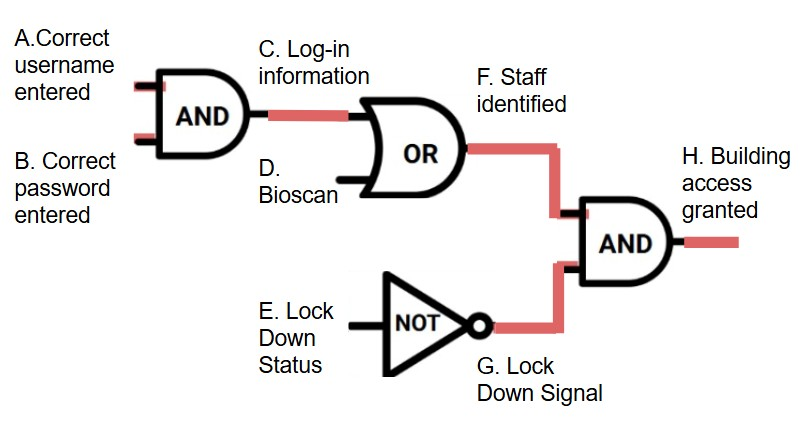 A.Correct
username
entered
B. Correct
password
entered
AND
C. Log-in
information
D.
Bioscan
OR
E. Lock
Down
Status
NOT
F. Staff
identified
G. Lock
Down Signal
AND
H. Building
access
granted